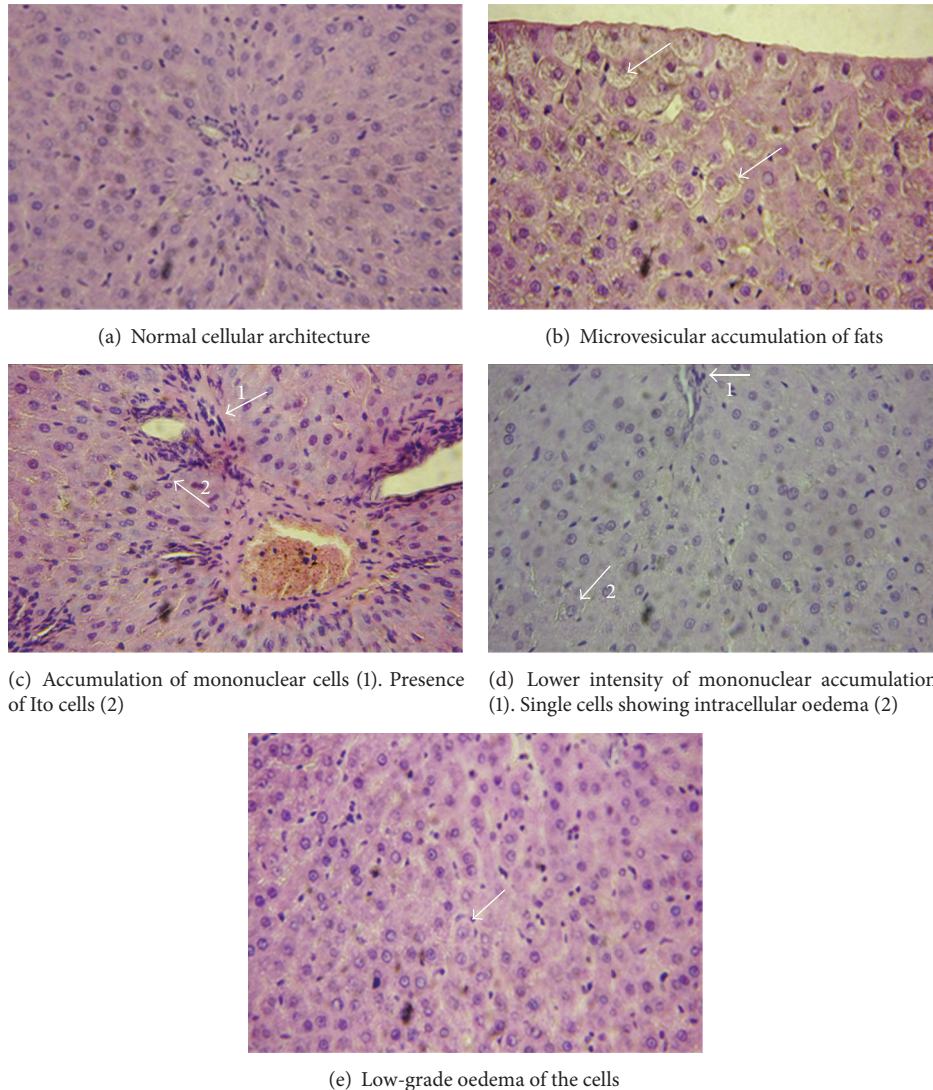 (a) Normal cellular architecture
(b) Microvesicular accumulation of fats
1
2
1
2
(c) Accumulation of mononuclear cells (1). Presence
of Ito cells (2)
(d) Lower intensity of mononuclear accumulation
(1). Single cells showing intracellular oedema (2)
(e) Low-grade oedema of the cells